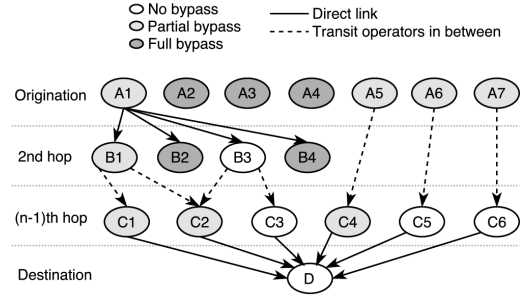 No bypass
Partial bypass
Full bypass
Direct link
Transit operators in between
Origination A1 A2 A3 A4 A5 A6 A7
2nd hop B1 B2 B3 B4
(n-1)th hop C1 C2 C3 C4 C5 C6
Destination D